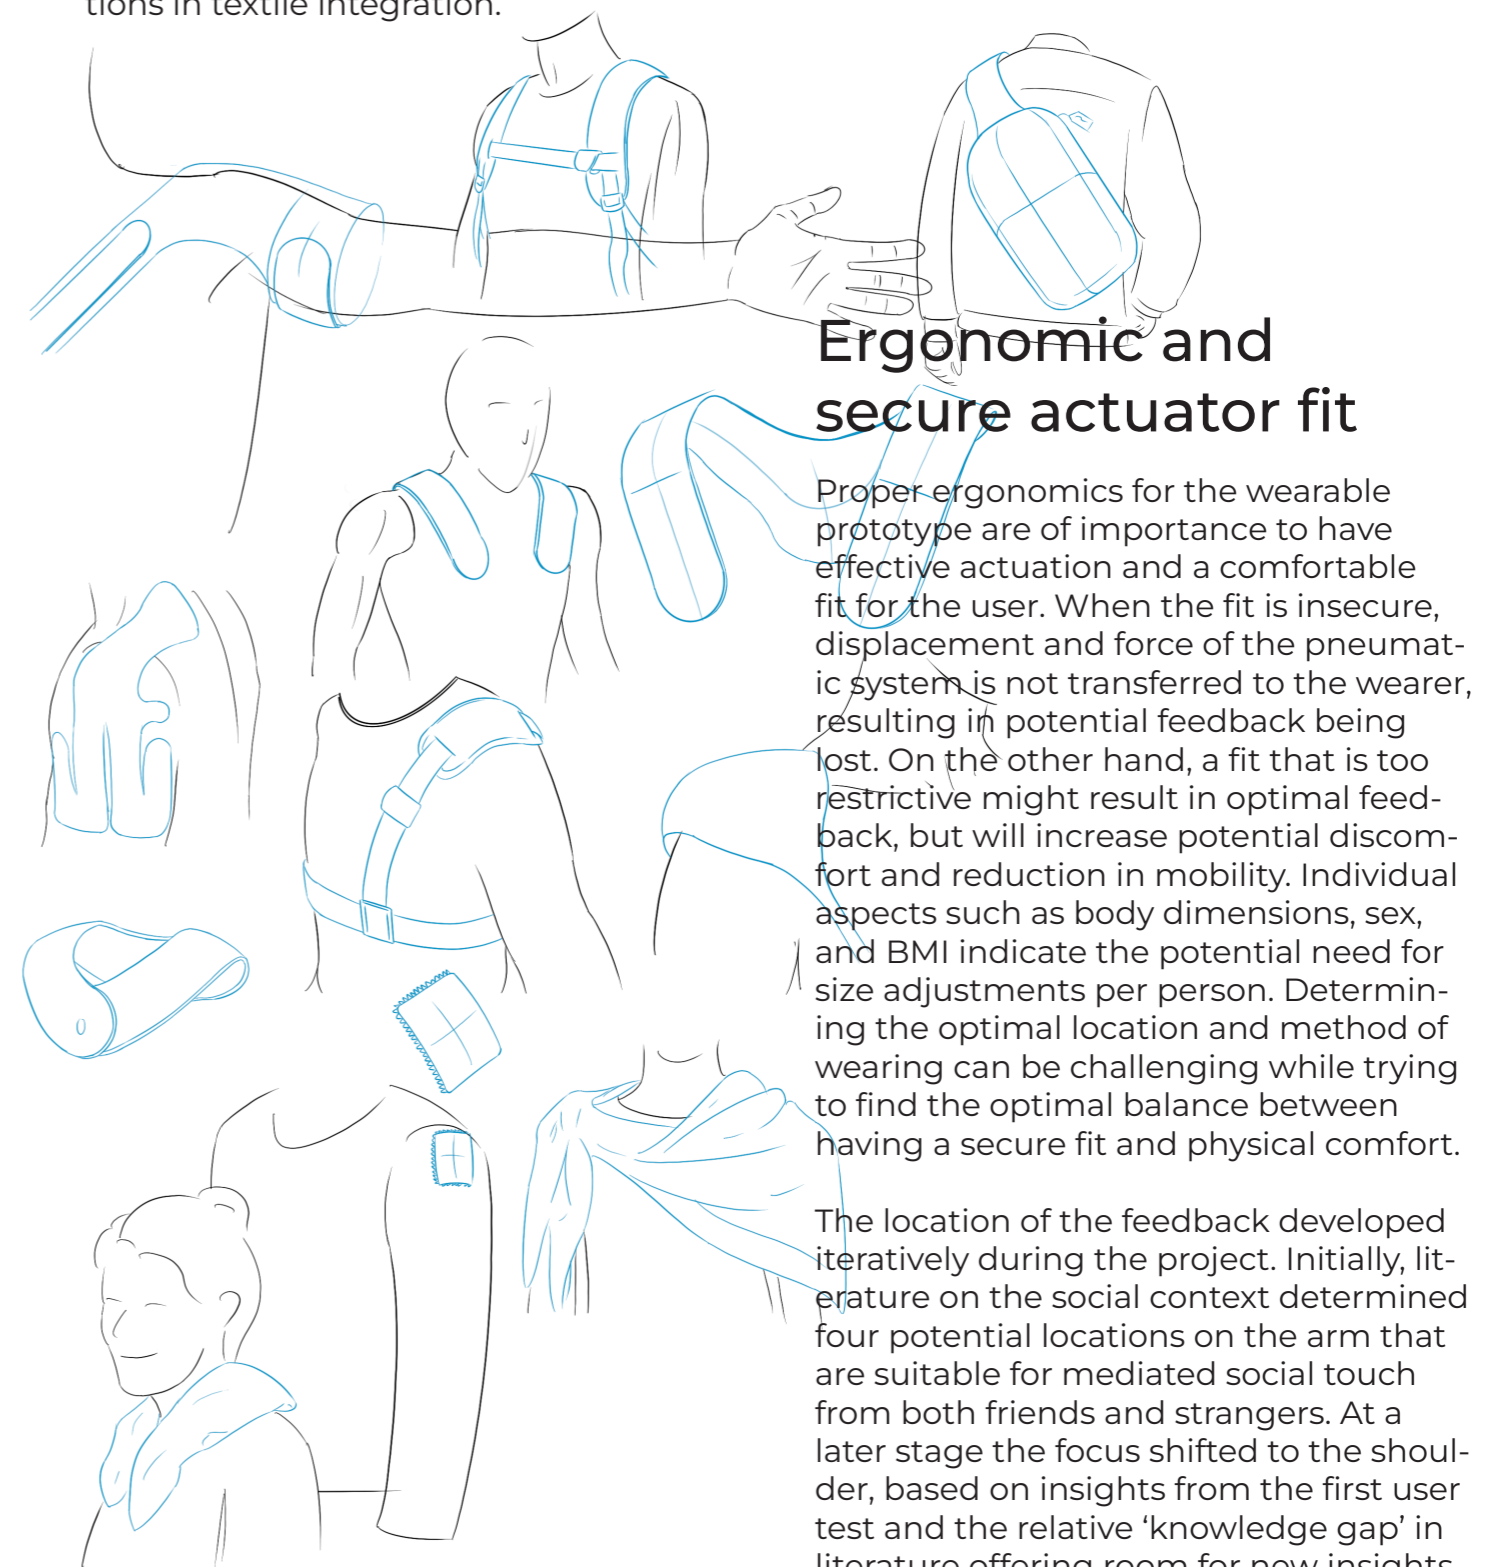 tions in textile integration.
Ergonomic and
secure actuator fit
Proper ergonomics for the wearable
prototype are of importance to have
effective actuation and a comfortable
fit for the user. When the fit is insecure,
displacement and force of the pneumat-
ic system is not transferred to the wearer,
resulting in potential feedback being
lost. On the other hand, a fit that is too
restrictive might result in optimal feed-
back, but will increase potential discom-
fort and reduction in mobility. Individual
aspects such as body dimensions, sex,
and BMI indicate the potential need for
size adjustments per person. Determin-
ing the optimal location and method of
wearing can be challenging while trying
to find the optimal balance between
having a secure fit and physical comfort.
The location of the feedback developed
iteratively during the project. Initially, lit-
erature on the social context determined
four potential locations on the arm that
are suitable for mediated social touch
from both friends and strangers. At a
later stage the focus shifted to the shoul-
der, based on insights from the first user
test and the relative ‘knowledge gap’ in
literature offering room for new insights